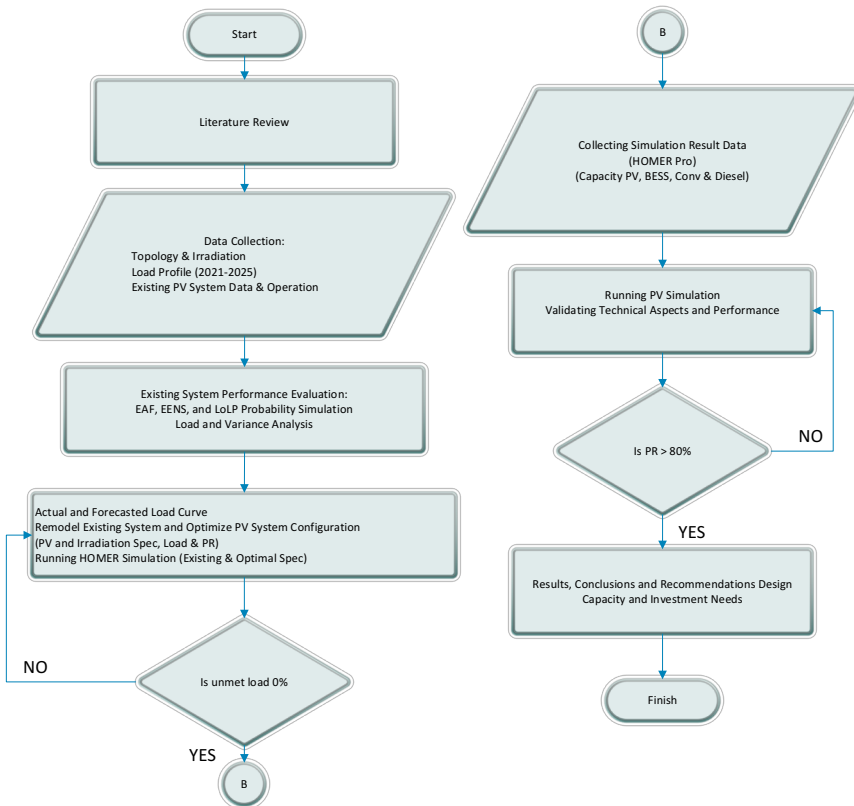 Start
Literature Review
Data Collection:
Topology & Irradiation
Load Profile (2021-2025)
Existing PV System Data & Operation
Existing System Performance Evaluation:
EAF, EENS, and LoLP Probability Simulation
Load and Variance Analysis
Actual and Forecasted Load Curve
Remodel Existing System and Optimize PV System Configuration
(PV and Irradiation Spec, Load & PR)
Running HOMER Simulation (Existing & Optimal Spec)
NO
Is unmet load 0%
YES
B
B
Collecting Simulation Result Data
(HOMER Pro)
(Capacity PV, BESS, Conv & Diesel)
Running PV Simulation
Validating Technical Aspects and Performance
Is PR > 80%
NO
YES
Results, Conclusions and Recommendations Design
Capacity and Investment Needs
Finish